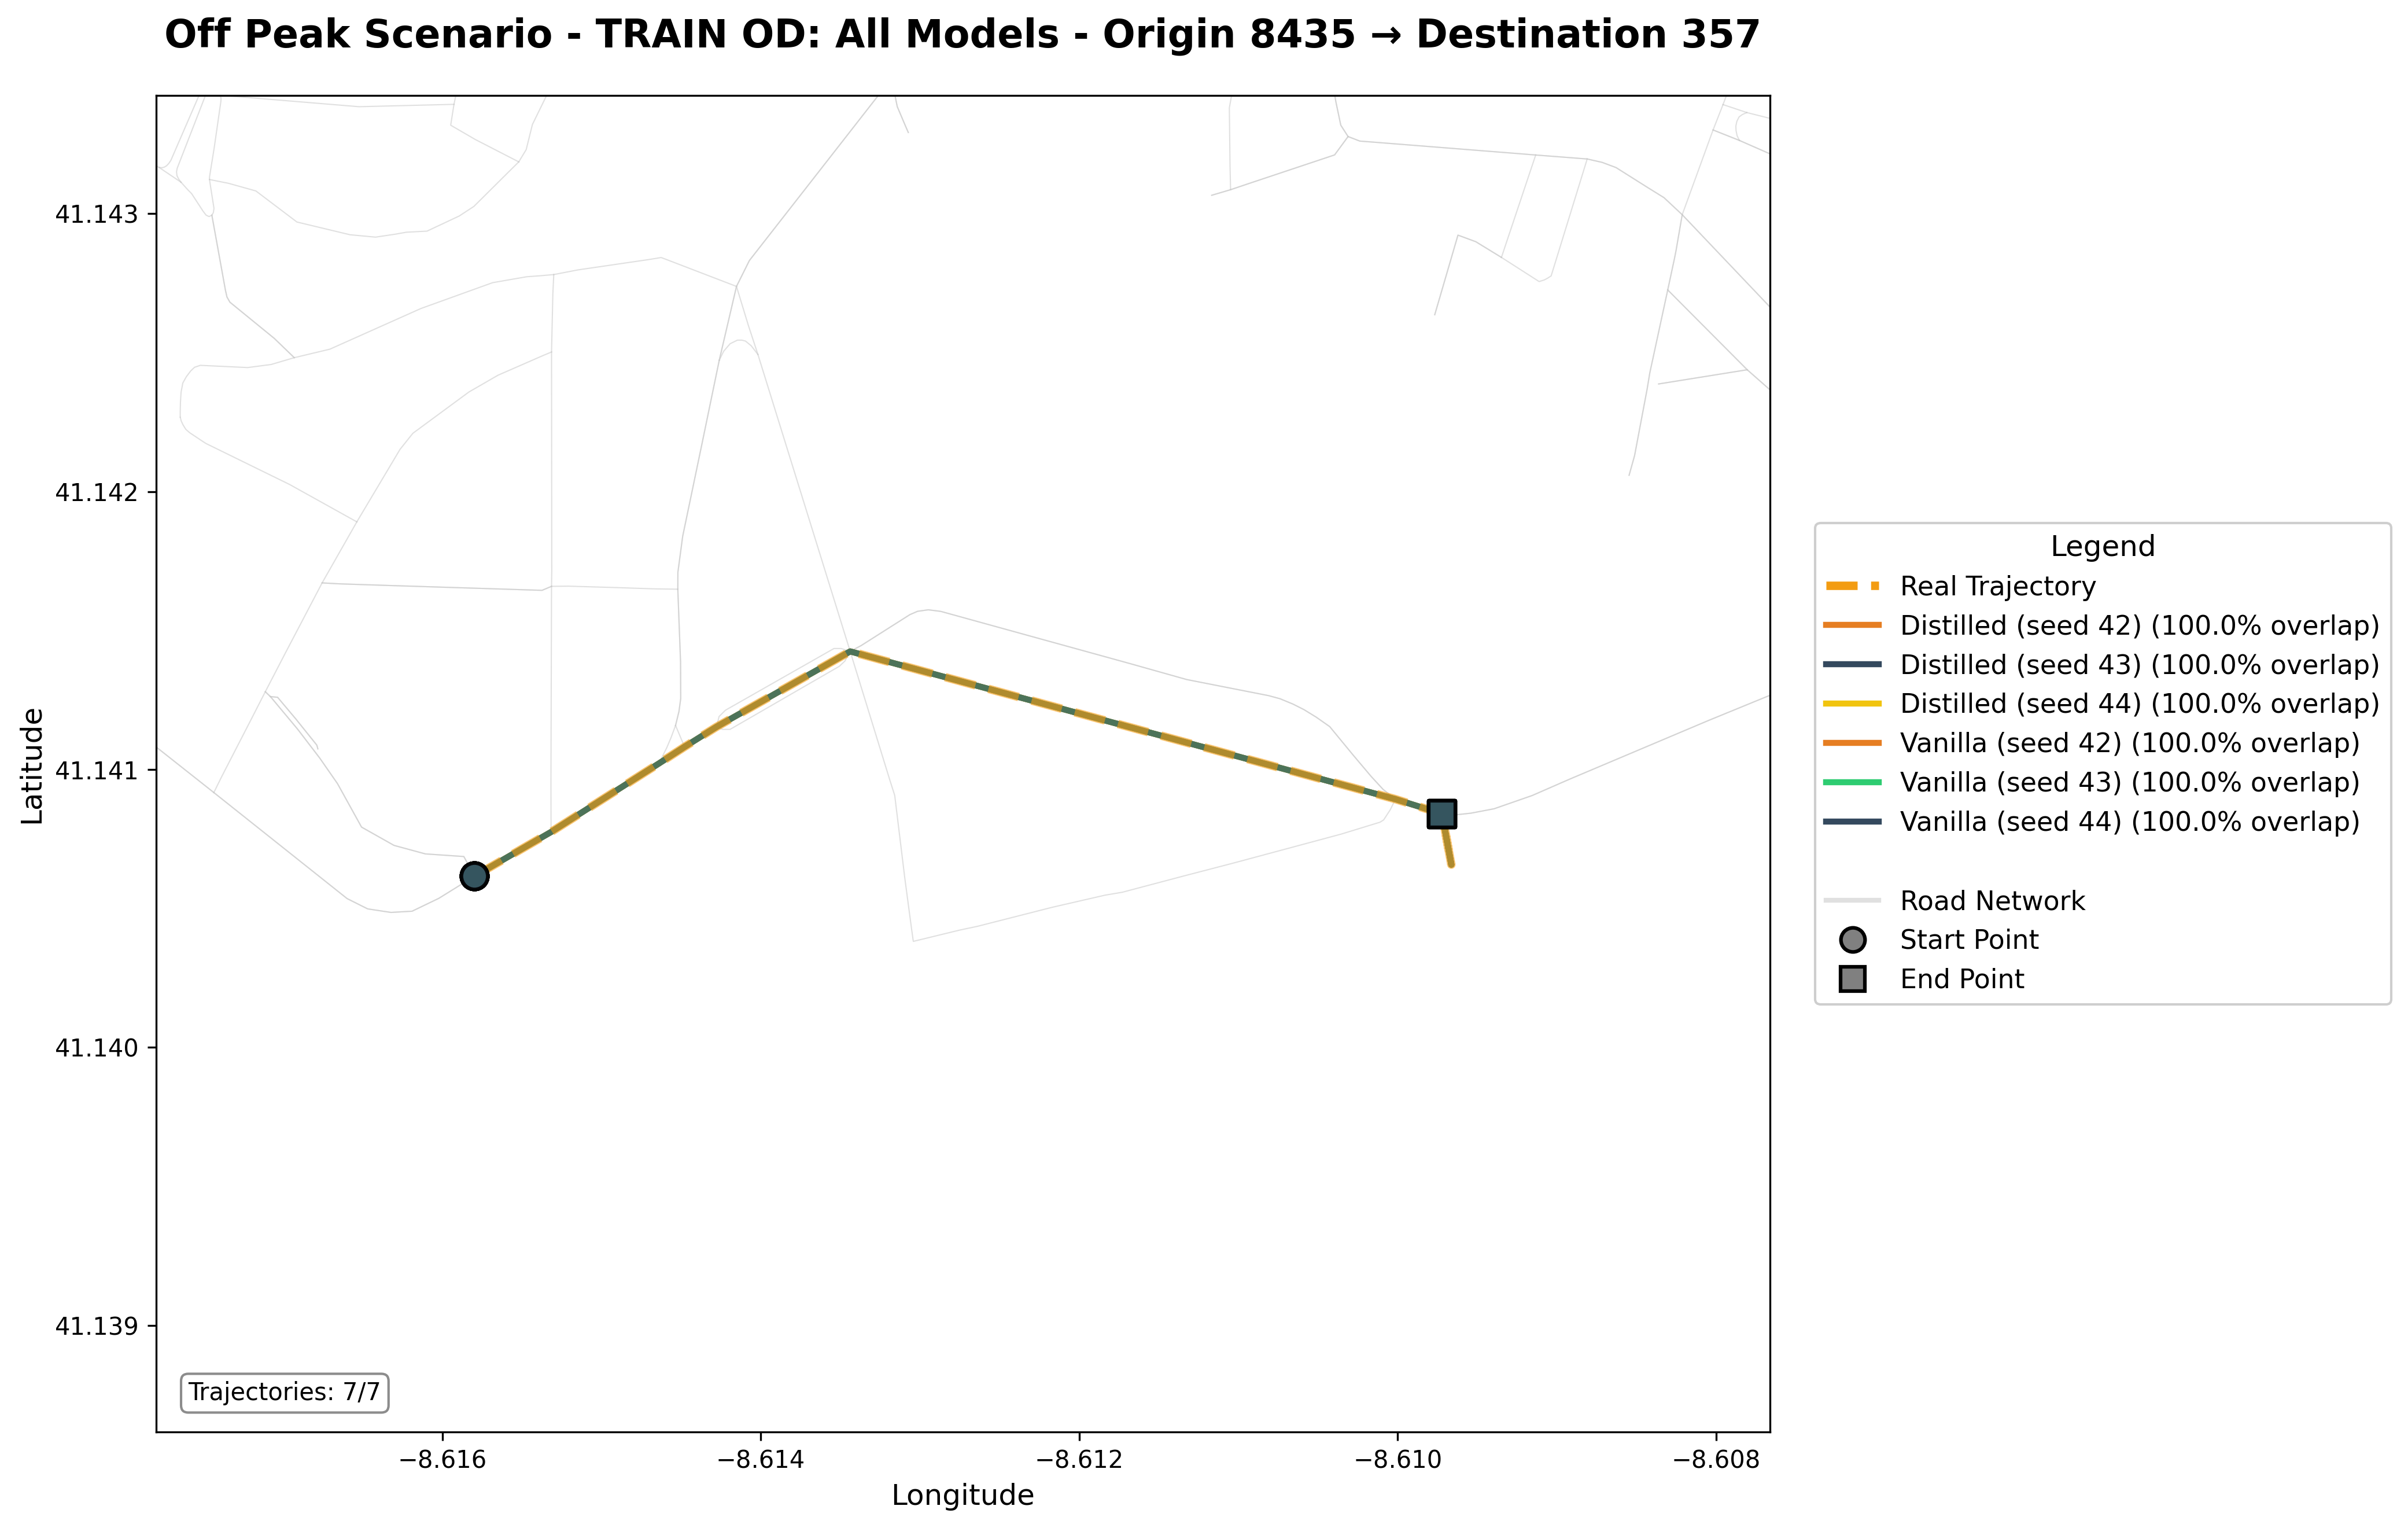 Off Peak Scenario - TRAIN OD: All Models - Origin 8435 → Destination 357
41.143
41.142
41.141
41.140
41.139
Latitude
−8.616
−8.614
−8.612
−8.610
−8.608
Longitude
Trajectories: 7/7
Legend
Real Trajectory
Distilled (seed 42) (100.0% overlap)
Distilled (seed 43) (100.0% overlap)
Distilled (seed 44) (100.0% overlap)
Vanilla (seed 42) (100.0% overlap)
Vanilla (seed 43) (100.0% overlap)
Vanilla (seed 44) (100.0% overlap)
Road Network
Start Point
End Point